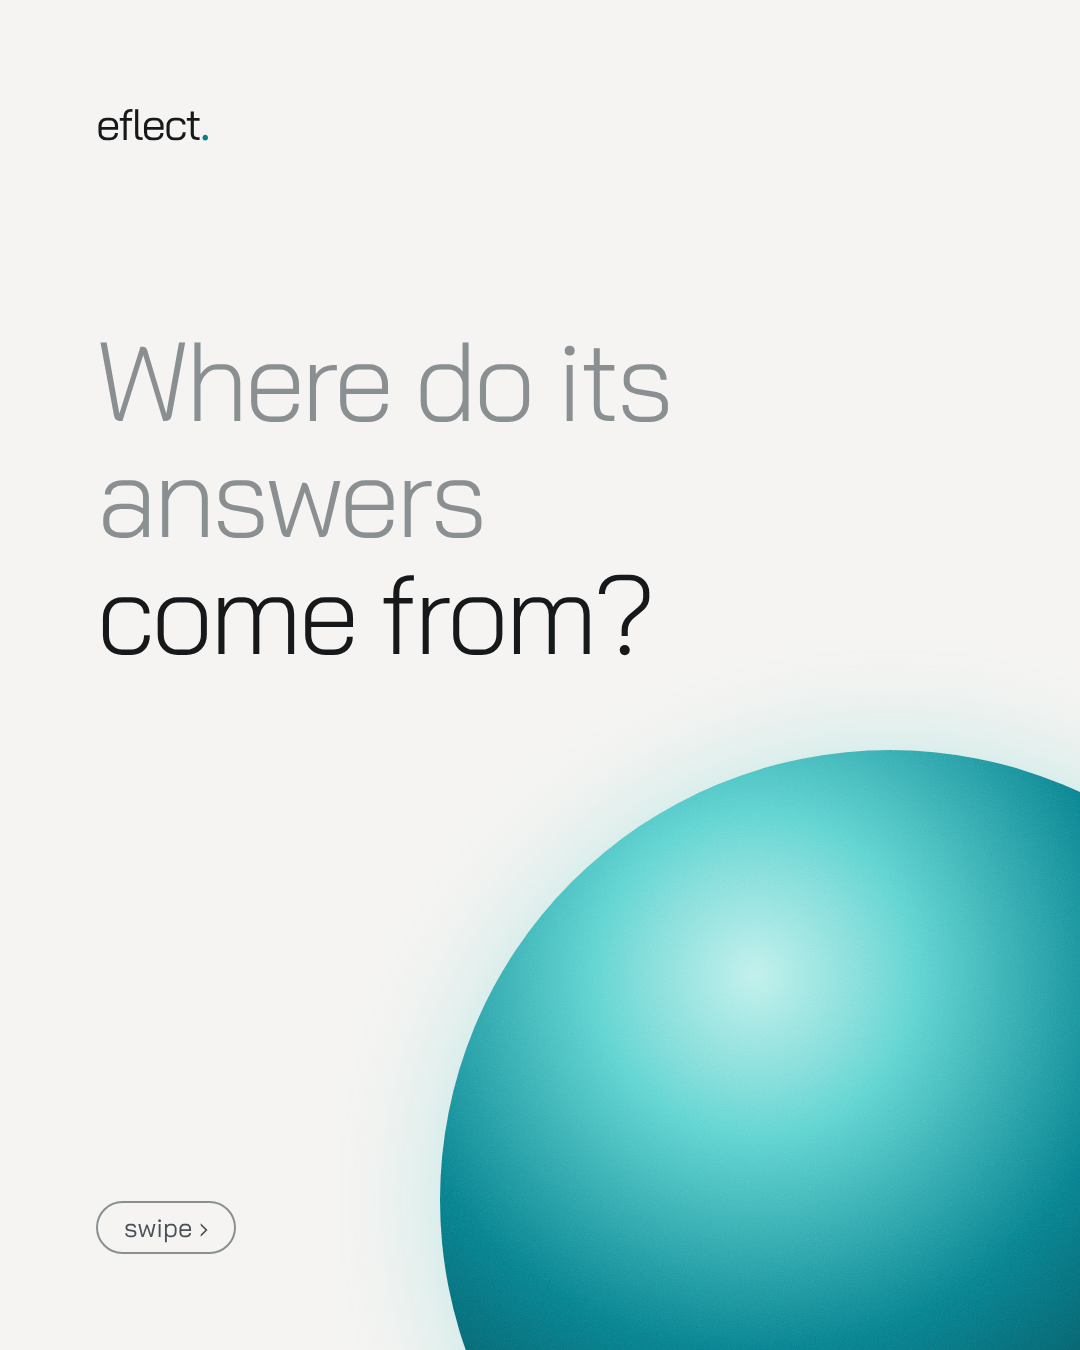 eflect.
Where do its
answers
come from?
swipe ›